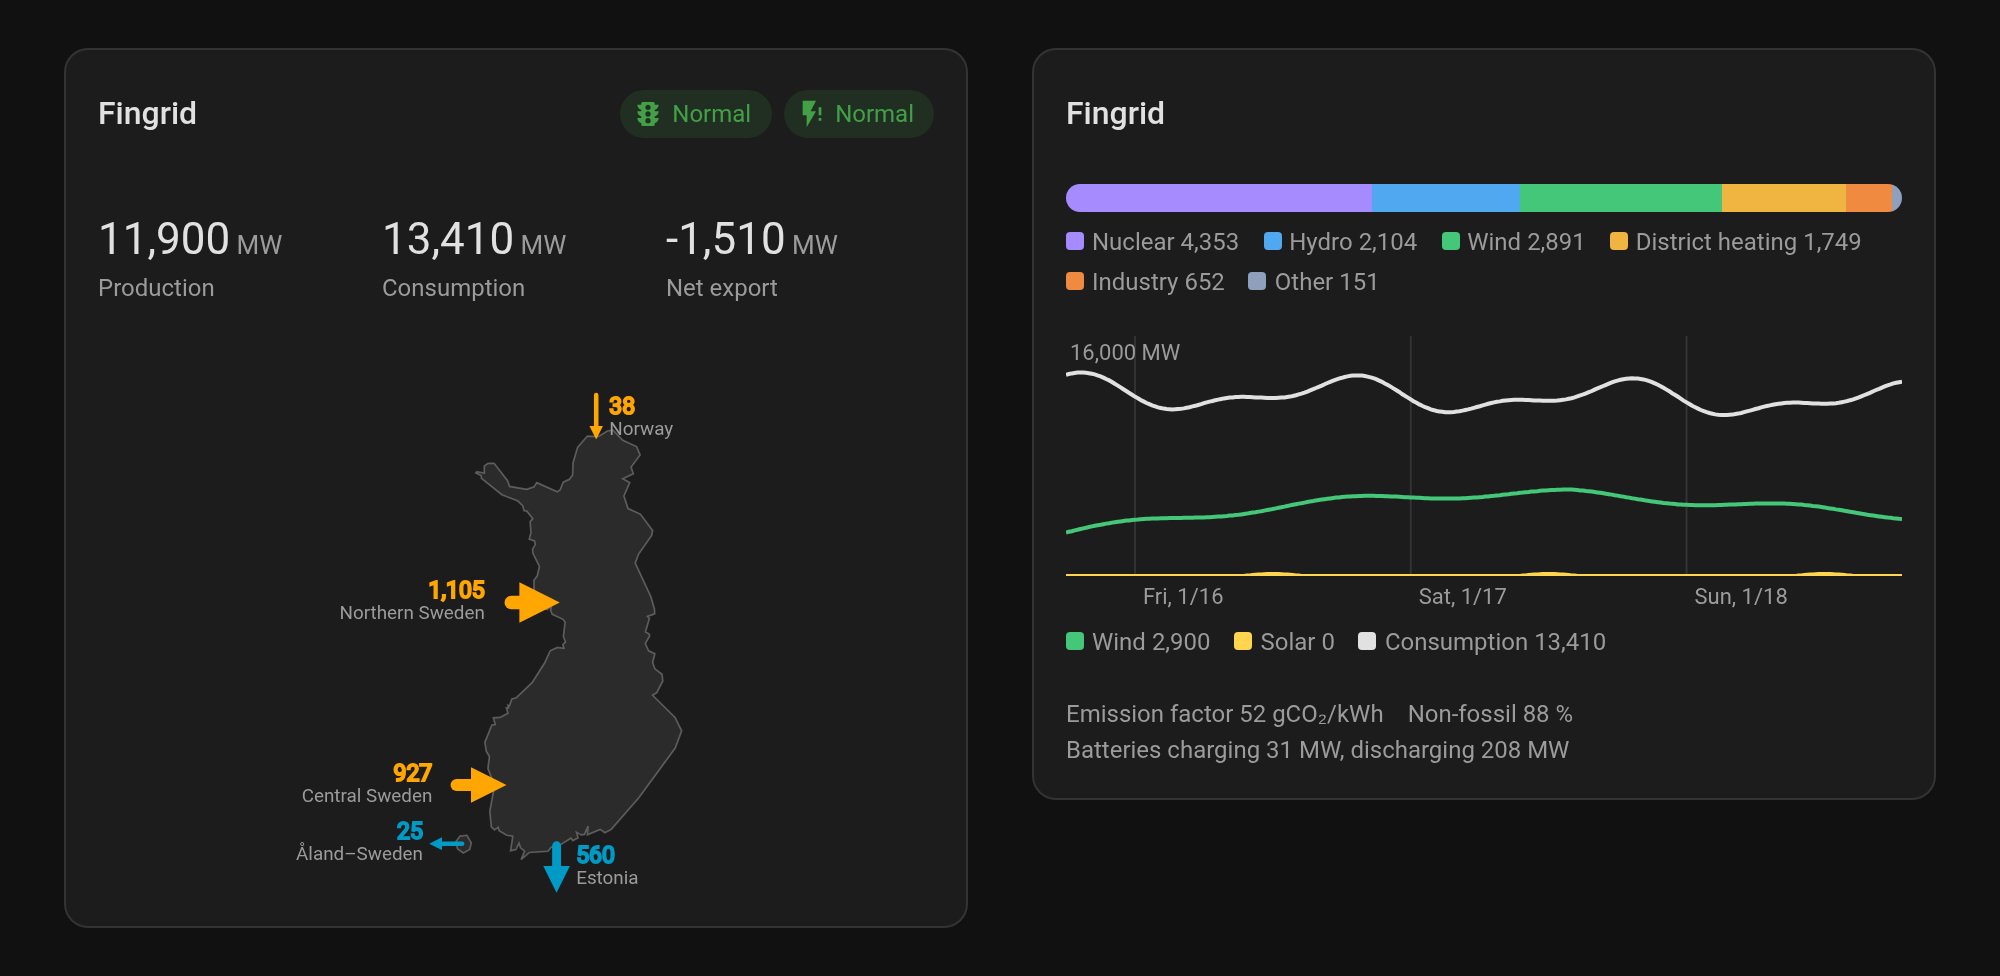 Fingrid
Normal
Normal
11,900 MW
Production
13,410 MW
Consumption
-1,510 MW
Net export
38
Norway
1,105
Northern Sweden
927
Central Sweden
25
Åland–Sweden
560
Estonia
Fingrid
Nuclear 4,353 Hydro 2,104 Wind 2,891 District heating 1,749
Industry 652 Other 151
16,000 MW
Fri, 1/16 Sat, 1/17 Sun, 1/18
Wind 2,900 Solar 0 Consumption 13,410
Emission factor 52 gCO₂/kWh Non-fossil 88 %
Batteries charging 31 MW, discharging 208 MW